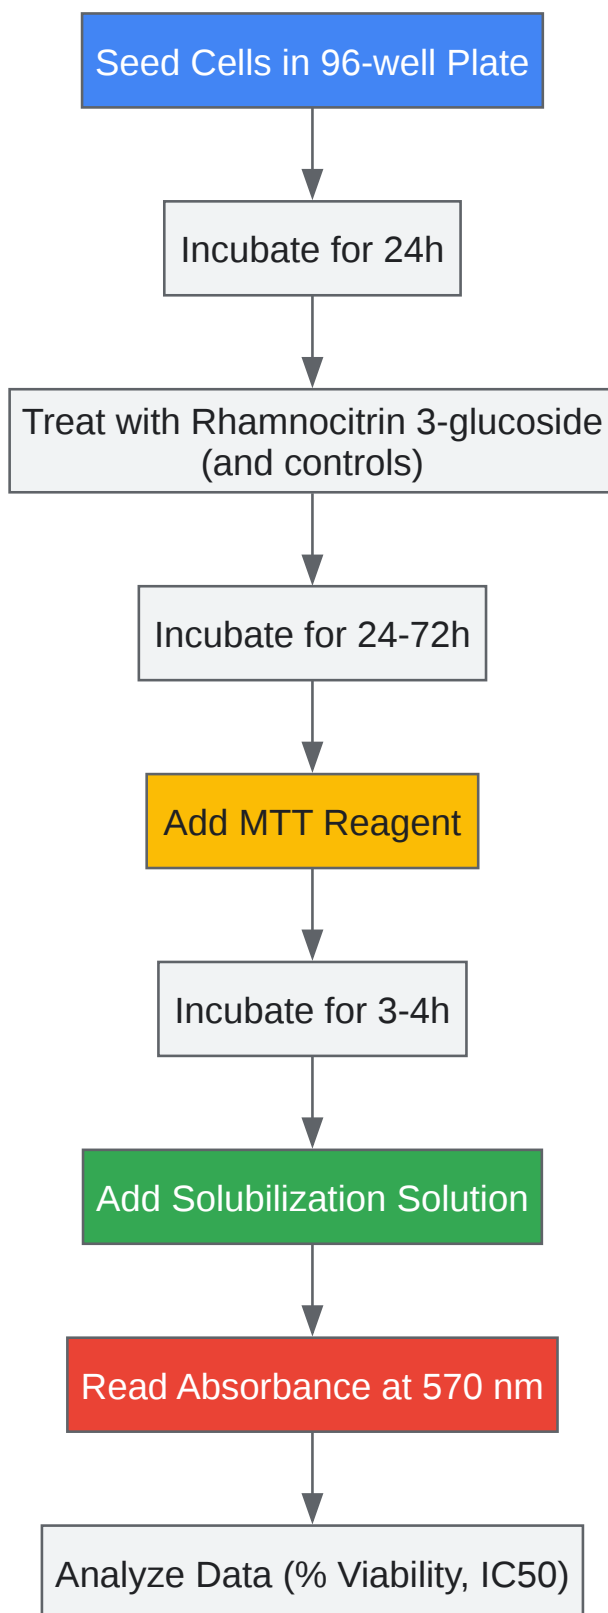 Seed Cells in 96-well Plate
Incubate for 24h
Treat with Rhamnocitrin 3-glucoside
(and controls)
Incubate for 24-72h
Add MTT Reagent
Incubate for 3-4h
Add Solubilization Solution
Read Absorbance at 570 nm
Analyze Data (% Viability, IC50)